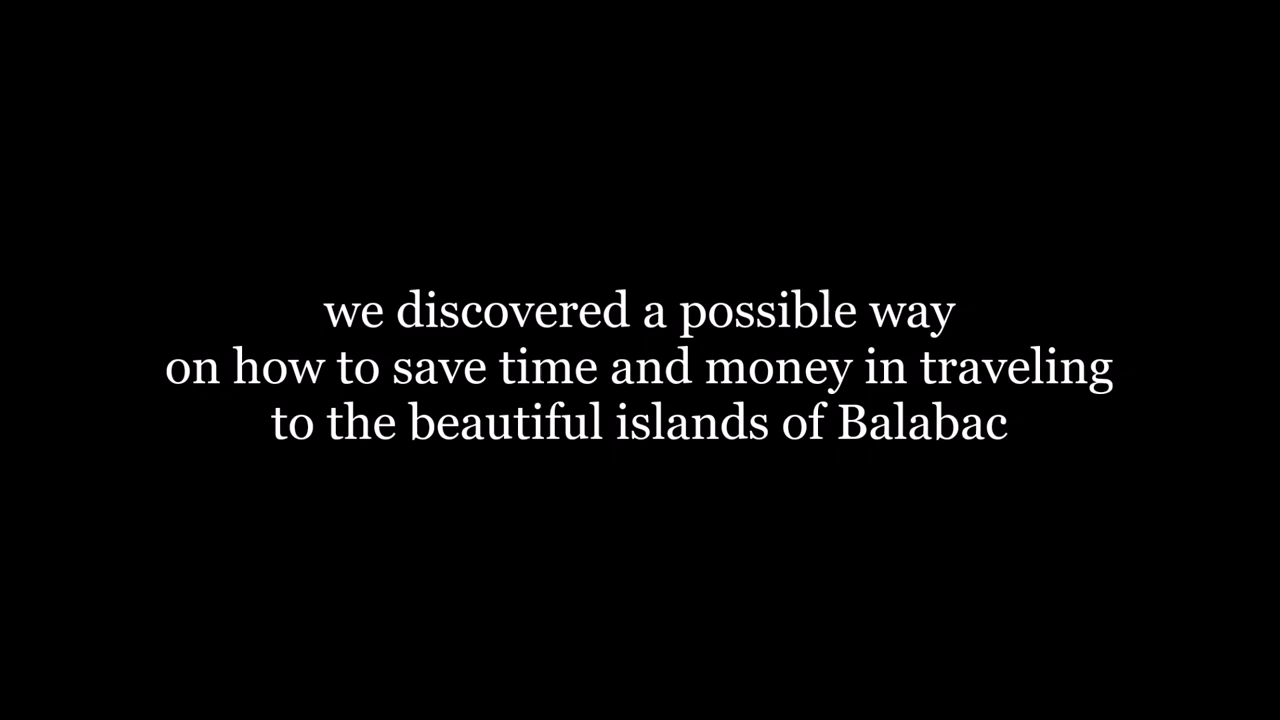 we discovered a possible way
on how to save time and money in traveling
to the beautiful islands of Balabac